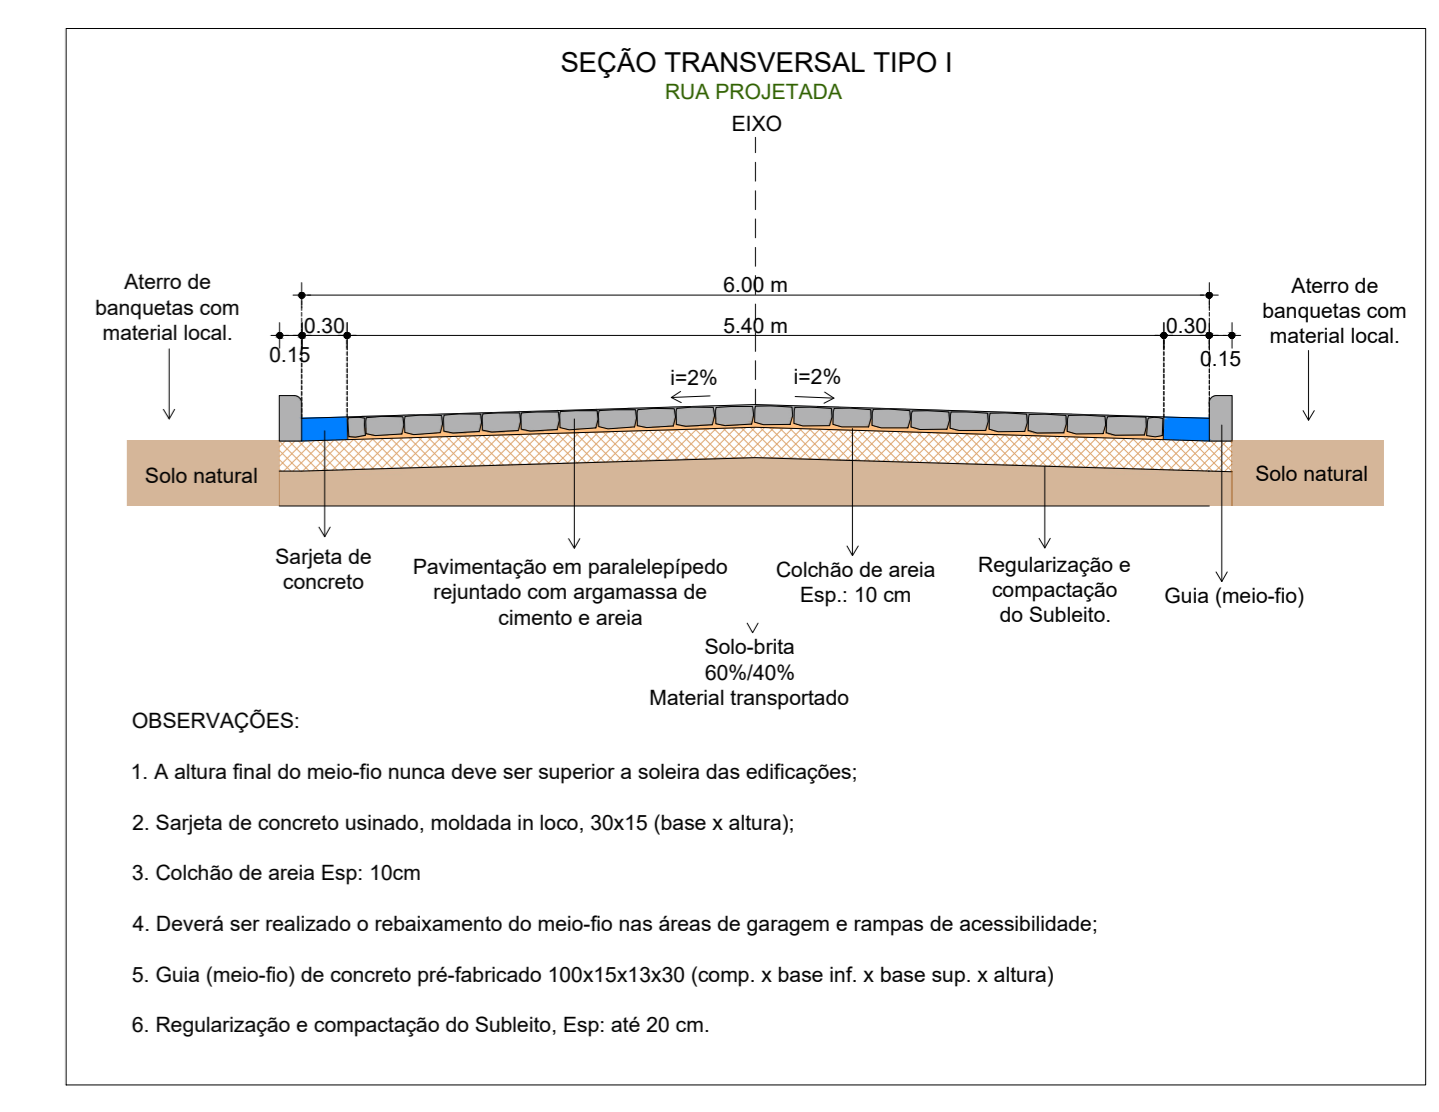 SEÇÃO TRANSVERSAL TIPO I
RUA PROJETADA
EIXO
Aterro de
banquetas com
material local.
6.00 m
0.30
5.40 m
0.30
0.15
0.15
Aterro de
banquetas com
material local.
i=2%
i=2%
Solo natural
Solo natural
Sarjeta de
concreto
Pavimentação em paralelepípedo
rejuntado com argamassa de
cimento e areia
Colchão de areia
Esp.: 10 cm
Regularização e
compactação
do Subleito.
Guia (meio-fio)
Solo-brita
60%/40%
Material transportado
OBSERVAÇÕES:
1. A altura final do meio-fio nunca deve ser superior a soleira das edificações;
2. Sarjeta de concreto usinado, moldada in loco, 30x15 (base x altura);
3. Colchão de areia Esp: 10cm
4. Deverá ser realizado o rebaixamento do meio-fio nas áreas de garagem e rampas de acessibilidade;
5. Guia (meio-fio) de concreto pré-fabricado 100x15x13x30 (comp. x base inf. x base sup. x altura)
6. Regularização e compactação do Subleito, Esp: até 20 cm.